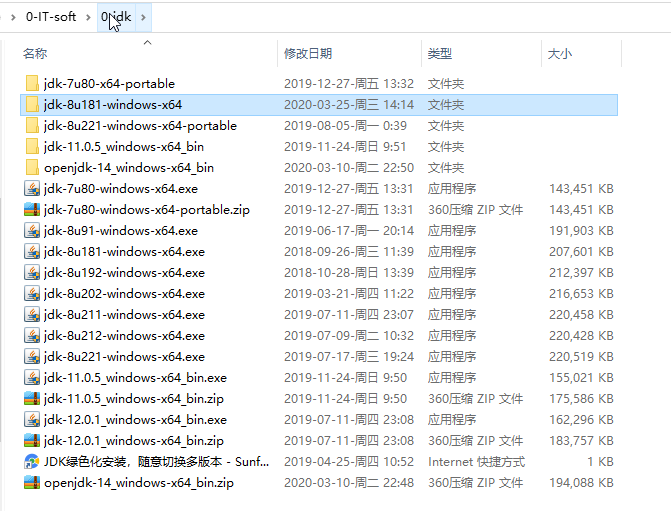 0-IT-soft 0-jdk
名称 修改日期 类型 大小
jdk-7u80-x64-portable 2019-12-27-周五 13:32 文件夹
jdk-8u181-windows-x64 2020-03-25-周三 14:14 文件夹
jdk-8u221-windows-x64-portable 2019-08-05-周一 0:39 文件夹
jdk-11.0.5_windows-x64_bin 2019-11-24-周日 9:51 文件夹
openjdk-14_windows-x64_bin 2020-03-10-周二 22:50 文件夹
jdk-7u80-windows-x64.exe 2019-12-27-周五 13:31 应用程序 143,451 KB
jdk-7u80-windows-x64-portable.zip 2019-12-27-周五 13:31 360压缩 ZIP 文件 143,451 KB
jdk-8u91-windows-x64.exe 2019-06-17-周一 20:14 应用程序 191,903 KB
jdk-8u181-windows-x64.exe 2018-09-26-周三 11:39 应用程序 207,601 KB
jdk-8u192-windows-x64.exe 2018-10-28-周日 13:39 应用程序 212,397 KB
jdk-8u202-windows-x64.exe 2019-03-21-周四 11:22 应用程序 216,653 KB
jdk-8u211-windows-x64.exe 2019-07-11-周四 23:07 应用程序 220,458 KB
jdk-8u212-windows-x64.exe 2019-07-09-周二 10:32 应用程序 220,428 KB
jdk-8u221-windows-x64.exe 2019-07-17-周三 19:24 应用程序 220,519 KB
jdk-11.0.5_windows-x64_bin.exe 2019-11-24-周日 9:50 应用程序 155,021 KB
jdk-11.0.5_windows-x64_bin.zip 2019-11-24-周日 9:50 360压缩 ZIP 文件 175,586 KB
jdk-12.0.1_windows-x64_bin.exe 2019-07-11-周四 23:08 应用程序 162,296 KB
jdk-12.0.1_windows-x64_bin.zip 2019-07-11-周四 23:08 360压缩 ZIP 文件 183,757 KB
JDK绿色化安装，随意切换多版本 - Sunf... 2019-04-25-周四 10:52 Internet 快捷方式 1 KB
openjdk-14_windows-x64_bin.zip 2020-03-10-周二 22:48 360压缩 ZIP 文件 194,088 KB